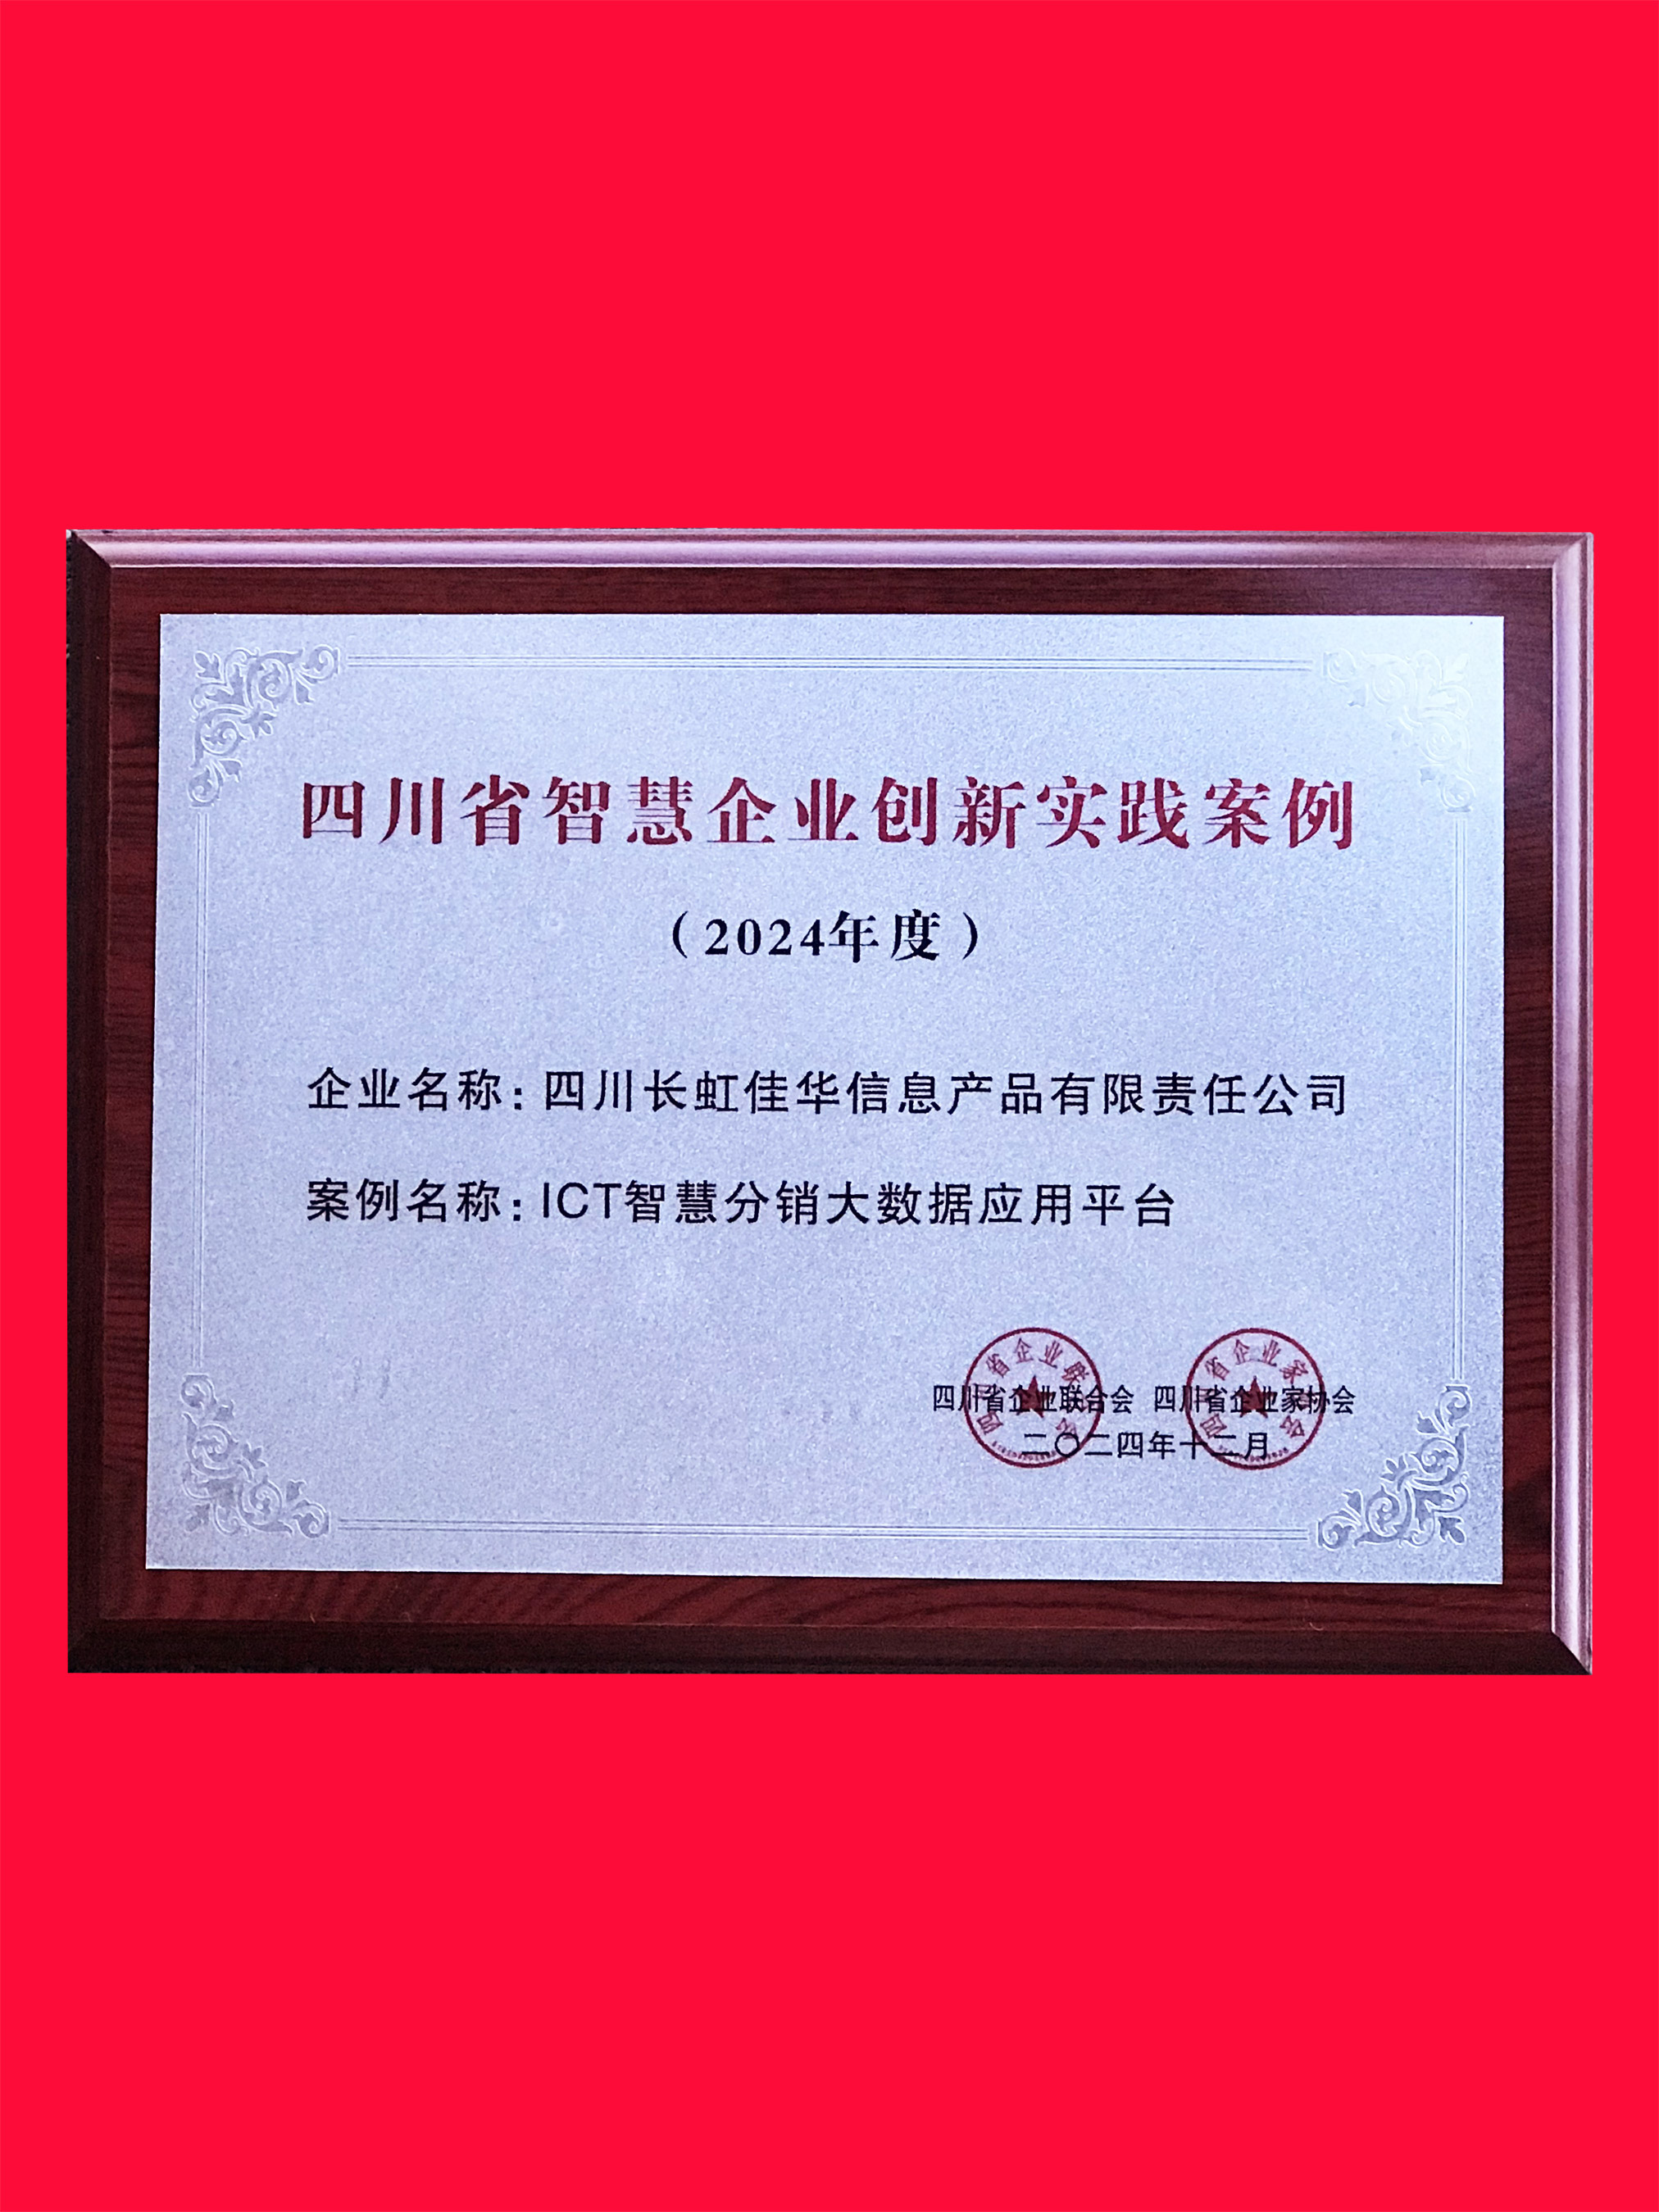 四川省智慧企业创新实践案例
（2024年度）
企业名称：四川长虹佳华信息产品有限责任公司
案例名称：ICT智慧分销大数据应用平台
四川省企业联合会 四川省企业家协会
二〇二四年十二月